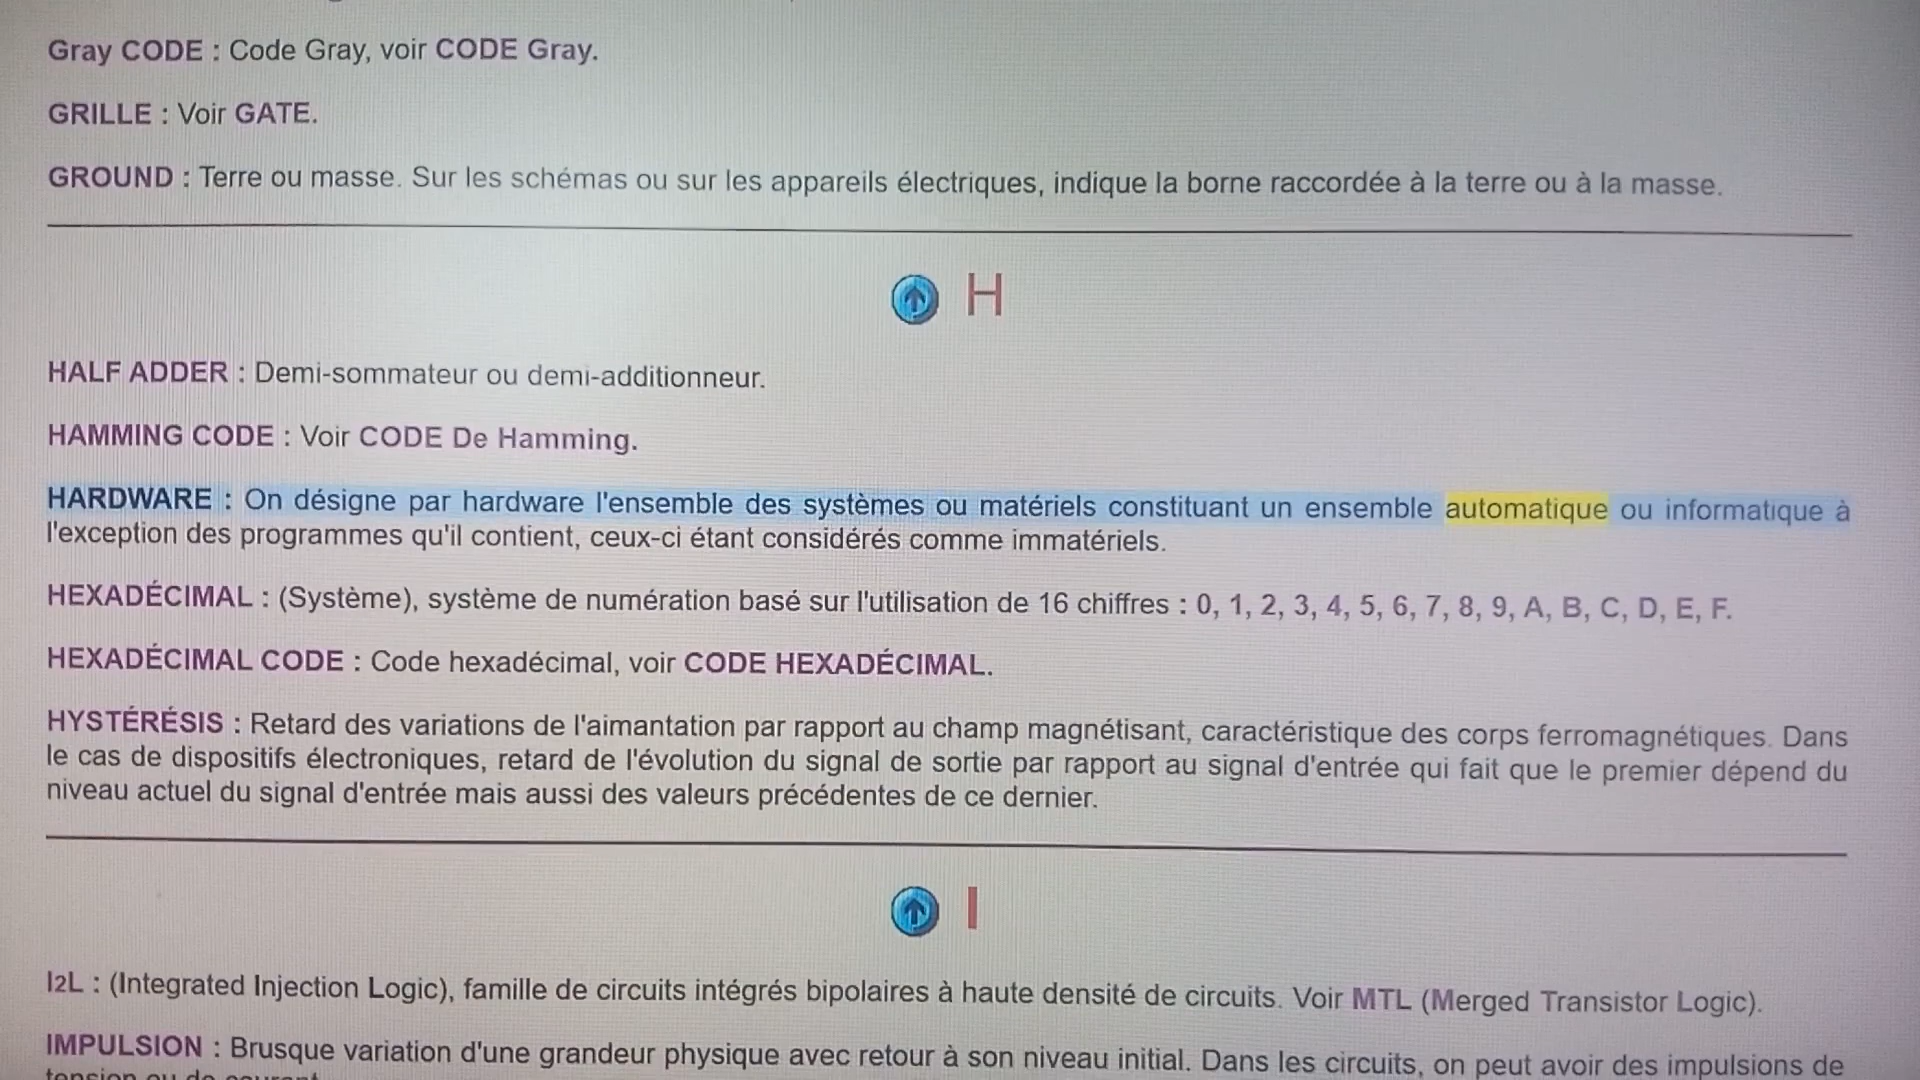 Gray CODE : Code Gray, voir CODE Gray.
GRILLE : Voir GATE.
GROUND : Terre ou masse. Sur les schémas ou sur les appareils électriques, indique la borne raccordée à la terre ou à la masse.
H
HALF ADDER : Demi-sommateur ou demi-additionneur.
HAMMING CODE : Voir CODE De Hamming.
HARDWARE : On désigne par hardware l'ensemble des systèmes ou matériels constituant un ensemble automatique ou informatique à
l'exception des programmes qu'il contient, ceux-ci étant considérés comme immatériels.
HEXADÉCIMAL : (Système), système de numération basé sur l'utilisation de 16 chiffres : 0, 1, 2, 3, 4, 5, 6, 7, 8, 9, A, B, C, D, E, F.
HEXADÉCIMAL CODE : Code hexadécimal, voir CODE HEXADÉCIMAL.
HYSTÉRÉSIS : Retard des variations de l'aimantation par rapport au champ magnétisant, caractéristique des corps ferromagnétiques. Dans
le cas de dispositifs électroniques, retard de l'évolution du signal de sortie par rapport au signal d'entrée qui fait que le premier dépend du
niveau actuel du signal d'entrée mais aussi des valeurs précédentes de ce dernier.
I
I2L : (Integrated Injection Logic), famille de circuits intégrés bipolaires à haute densité de circuits. Voir MTL (Merged Transistor Logic).
IMPULSION : Brusque variation d'une grandeur physique avec retour à son niveau initial. Dans les circuits, on peut avoir des impulsions de
tension ou de courant